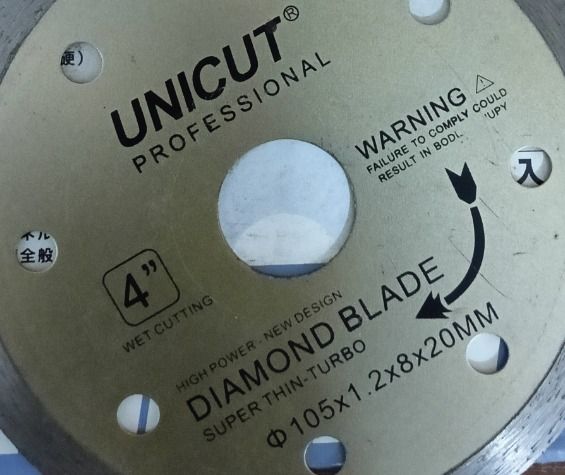 UNICUT®
PROFESSIONAL
WARNING
FAILURE TO COMPLY COULD
RESULT IN
4”
WET CUTTING
HIGH POWER - NEW DESIGN
DIAMOND BLADE
SUPER THIN-TURBO
Φ105x1.2x8x20MM
全般
入